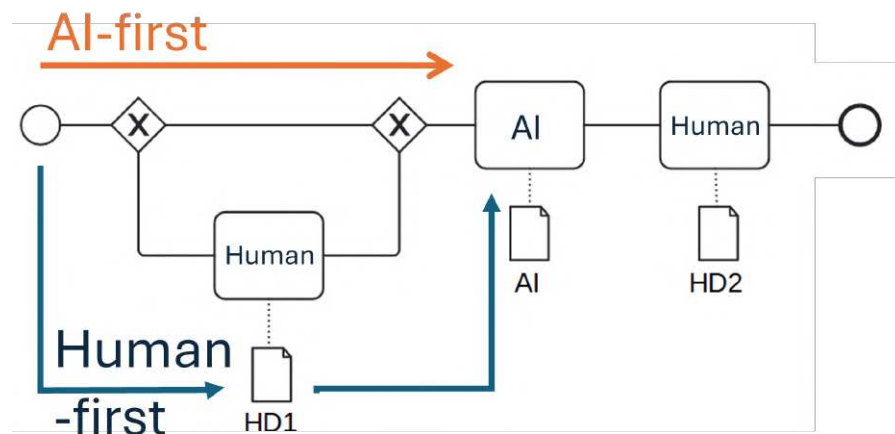 AI-first
X
X
AI
Human
Human
AI
HD2
Human
-first
HD1